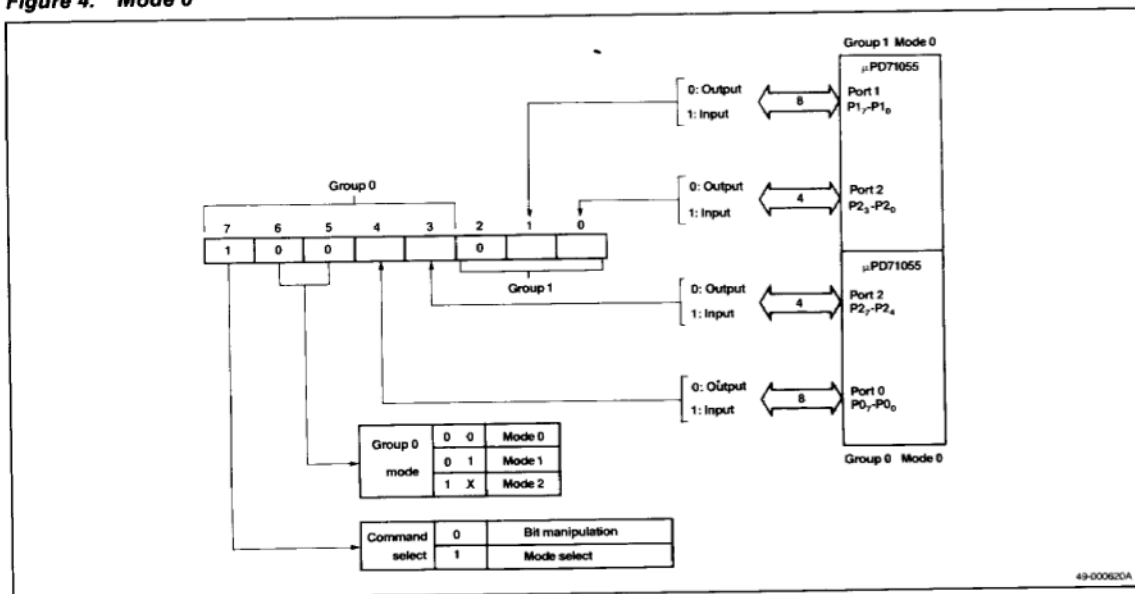 Figure 4. Mode 0
Group 1 Mode 0
μPD71055
0: Output
1: Input
8
Port 1
P1₇-P1₀
0: Output
1: Input
4
Port 2
P2₃-P2₀
Group 0
7 6 5 4 3 2 1 0
1 0 0 0
Group 1
μPD71055
0: Output
1: Input
4
Port 2
P2₇-P2₄
0: Output
1: Input
8
Port 0
P0₇-P0₀
Group 0 Mode 0
Group 0 mode
0 0 Mode 0
0 1 Mode 1
1 X Mode 2
Command select
0 Bit manipulation
1 Mode select
49-000620A